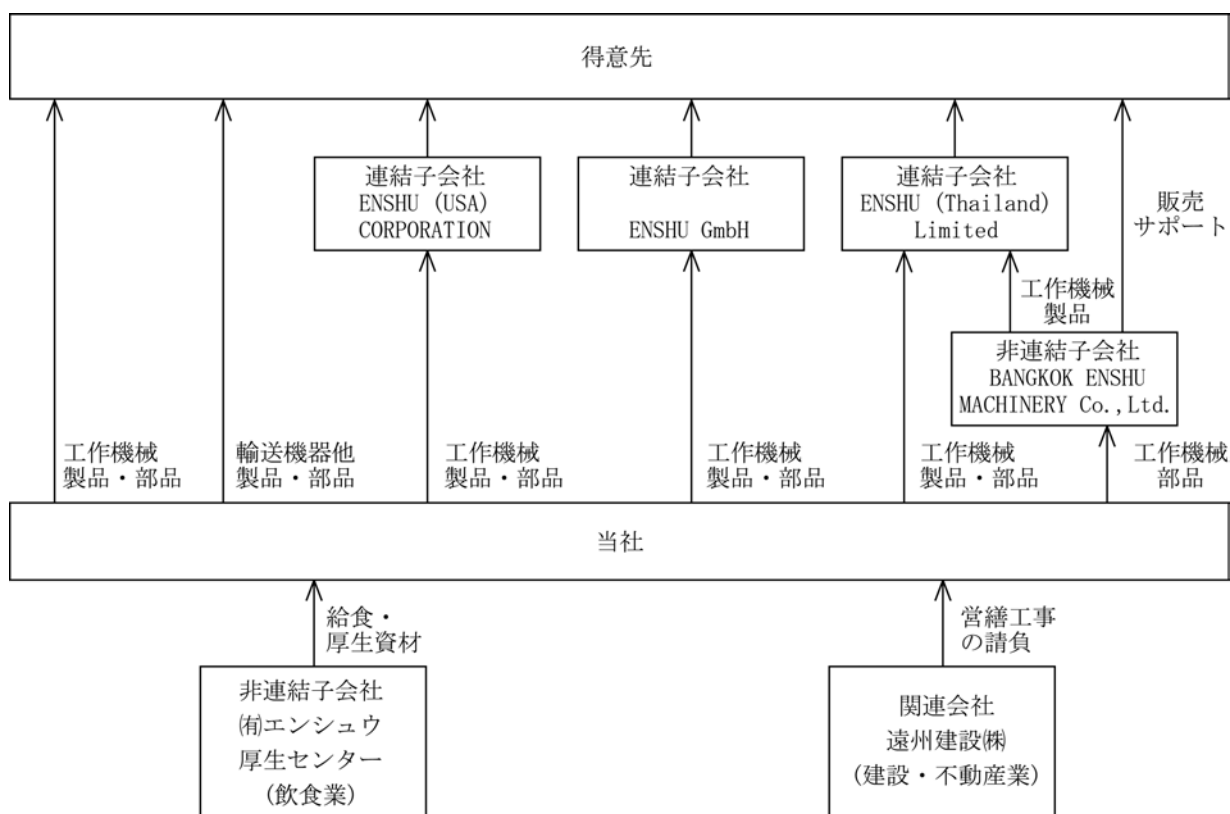 得意先
連結子会社
ENSHU (USA)
CORPORATION
連結子会社
ENSHU GmbH
連結子会社
ENSHU (Thailand)
Limited
販売
サポート
工作機械
製品
非連結子会社
BANGKOK ENSHU
MACHINERY Co.,Ltd.
工作機械
製品・部品
輸送機器他
製品・部品
工作機械
製品・部品
工作機械
製品・部品
工作機械
製品・部品
工作機械
部品
当社
給食・
厚生資材
営繕工事
の請負
非連結子会社
㈲エンシュウ
厚生センター
(飲食業)
関連会社
遠州建設㈱
(建設・不動産業)